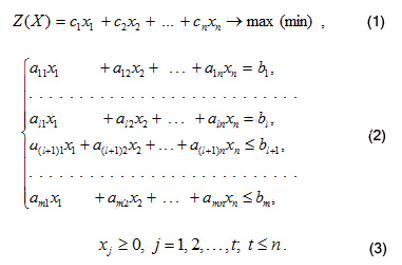 Z(X) = c₁x₁ + c₂x₂ + ... + cₙxₙ → max (min) , (1)
a₁₁x₁ + a₁₂x₂ + ... + a₁ₙxₙ = b₁,
. . . . . . . . . . . . . . . . . . . . . . . . . . . . .
aᵢ₁x₁ + aᵢ₂x₂ + ... + aᵢₙxₙ = bᵢ,
a₍ᵢ₊₁₎₁x₁ + a₍ᵢ₊₁₎₂x₂ + ... + a₍ᵢ₊₁₎ₙxₙ ≤ bᵢ₊₁, (2)
. . . . . . . . . . . . . . . . . . . . . . . . . . . . .
aₘ₁x₁ + aₘ₂x₂ + ... + aₘₙxₙ ≤ bₘ,
xⱼ ≥ 0, j = 1, 2, ..., t; t ≤ n. (3)